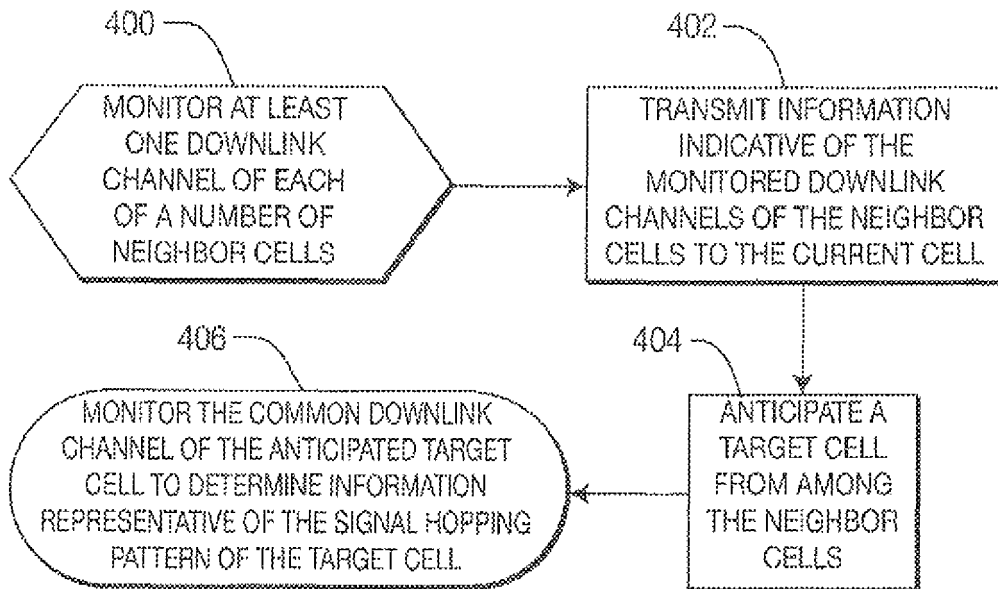 400
MONITOR AT LEAST
ONE DOWNLINK
CHANNEL OF EACH
OF A NUMBER OF
NEIGHBOR CELLS
402
TRANSMIT INFORMATION
INDICATIVE OF THE
MONITORED DOWNLINK
CHANNELS OF THE NEIGHBOR
CELLS TO THE CURRENT CELL
404
ANTICIPATE A
TARGET CELL
FROM AMONG
THE NEIGHBOR
CELLS
406
MONITOR THE COMMON DOWNLINK
CHANNEL OF THE ANTICIPATED TARGET
CELL TO DETERMINE INFORMATION
REPRESENTATIVE OF THE SIGNAL HOPPING
PATTERN OF THE TARGET CELL